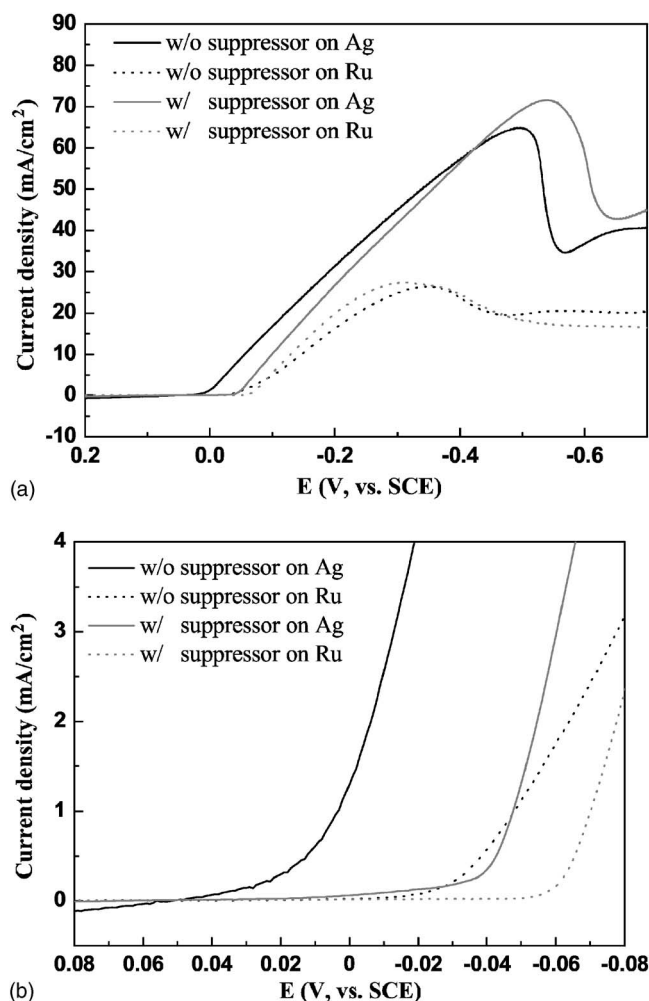 90
80
70
60
50
40
30
20
10
0
-10
Current density (mA/cm2)
w/o suppressor on Ag
w/o suppressor on Ru
w/ suppressor on Ag
w/ suppressor on Ru
0.2 0.0 -0.2 -0.4 -0.6
E (V, vs. SCE)
(a)
4
3
2
1
0
Current density (mA/cm2)
w/o suppressor on Ag
w/o suppressor on Ru
w/ suppressor on Ag
w/ suppressor on Ru
0.08 0.06 0.04 0.02 0 -0.02 -0.04 -0.06 -0.08
E (V, vs. SCE)
(b)